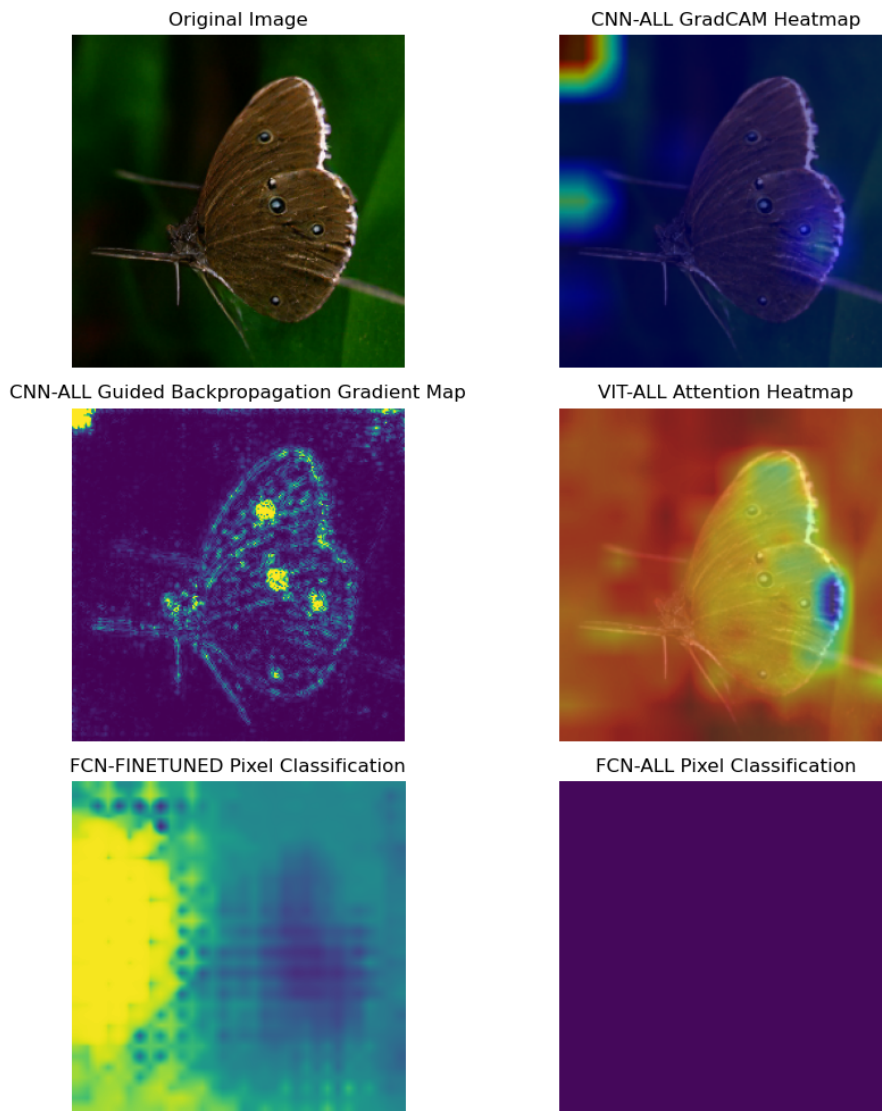 Original Image
CNN-ALL GradCAM Heatmap
CNN-ALL Guided Backpropagation Gradient Map
VIT-ALL Attention Heatmap
FCN-FINETUNED Pixel Classification
FCN-ALL Pixel Classification